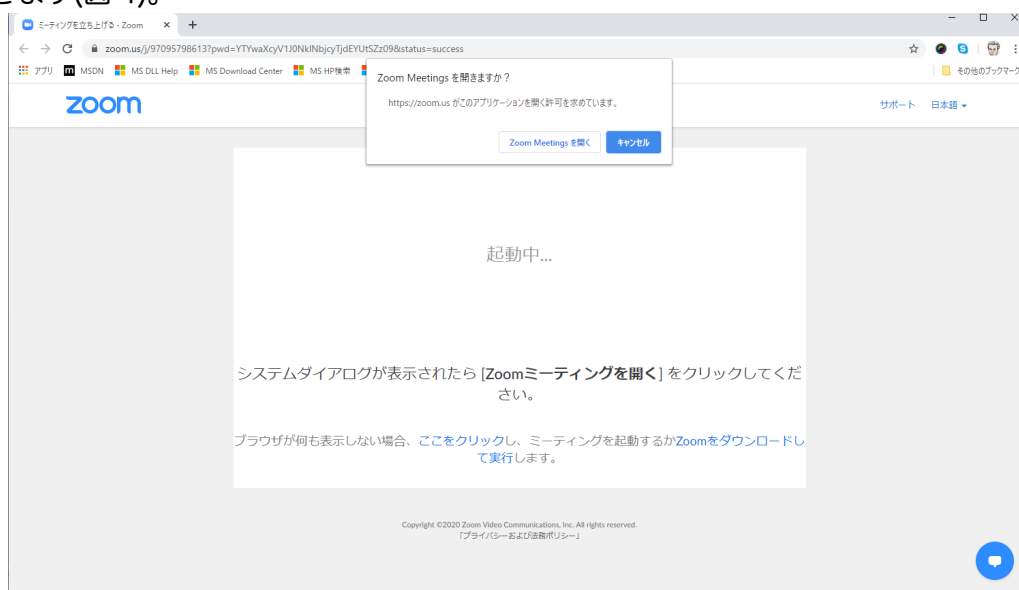 きます(図 4)。
ミーティングを立ち上げる - Zoom
zoom.us/j/97095798613?pwd=YTYwaXcyV1J0NklNbjcyTjdEYUtSZz09&status=success
アプリ MSDN MS DLL Help MS Download Center MS HP検索 その他のブックマーク
Zoom Meetings を開きますか？
https://zoom.us がこのアプリケーションを開く許可を求めています。
Zoom Meetings を開く キャンセル
zoom サポート 日本語
起動中...
システムダイアログが表示されたら [Zoomミーティングを開く] をクリックしてくだ
さい。
ブラウザが何も表示しない場合、ここをクリックし、ミーティングを起動するかZoomをダウンロードし
て実行します。
Copyright ©2020 Zoom Video Communications, Inc. All rights reserved.
「プライバシーおよび法務ポリシー」